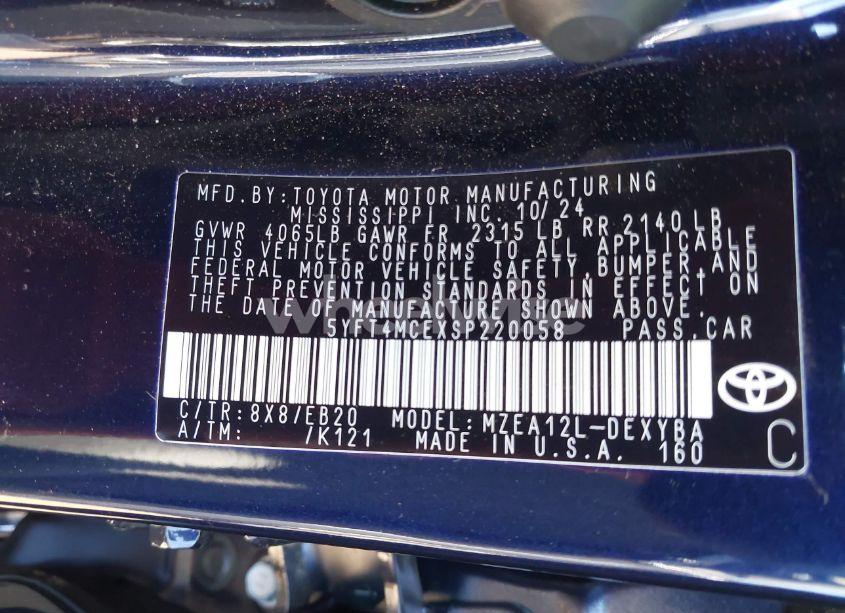 MFD.BY:TOYOTA MOTOR MANUFACTURING
MISSISSIPPI INC. 10/24
GVWR 4065LB GAWR FR 2315 LB RR 2140 LB
THIS VEHICLE CONFORMS TO ALL APPLICABLE
FEDERAL MOTOR VEHICLE SAFETY,BUMPER,AND
THEFT PREVENTION STANDARDS IN EFFECT ON
THE DATE OF MANUFACTURE SHOWN ABOVE.
5YFT4MCEXSP220058 PASS.CAR
C/TR:8X8/EB20 MODEL:MZEA12L-DEXYBA
A/TM: /K121 MADE IN U.S.A. 160
C